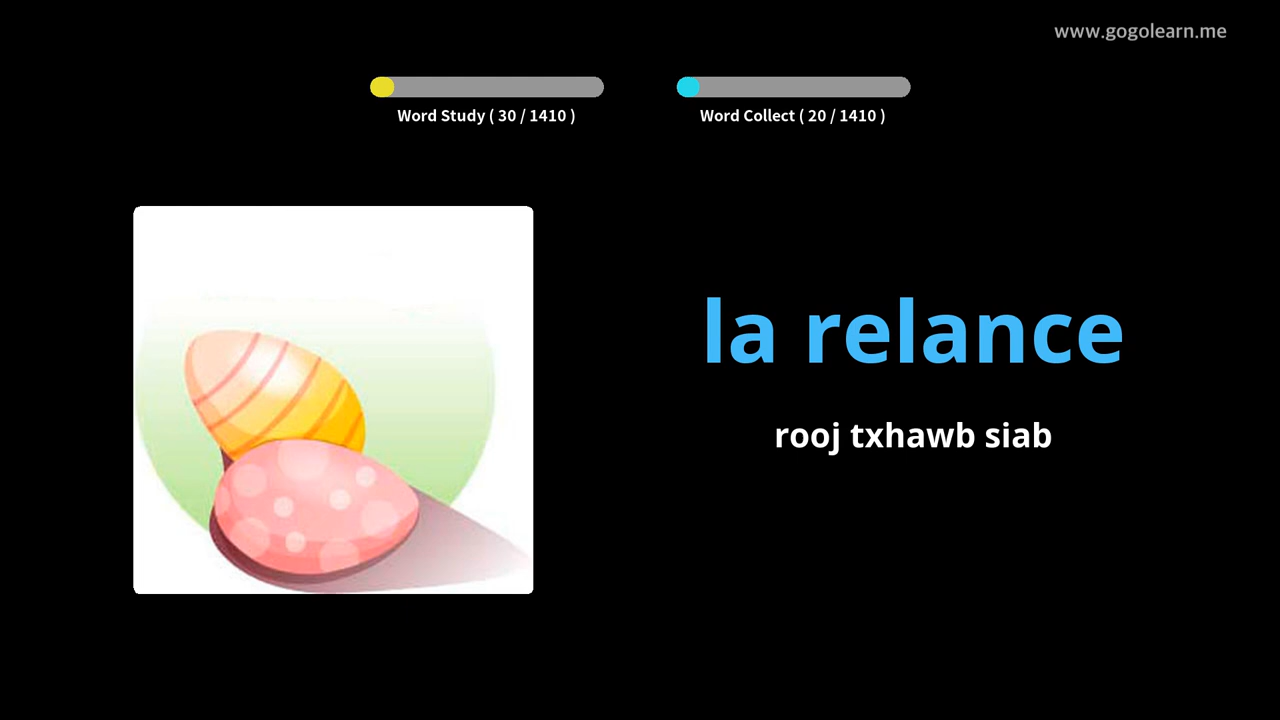 www.gogolearn.me
Word Study ( 30 / 1410 )
Word Collect ( 20 / 1410 )
la relance
rooj txhawb siab